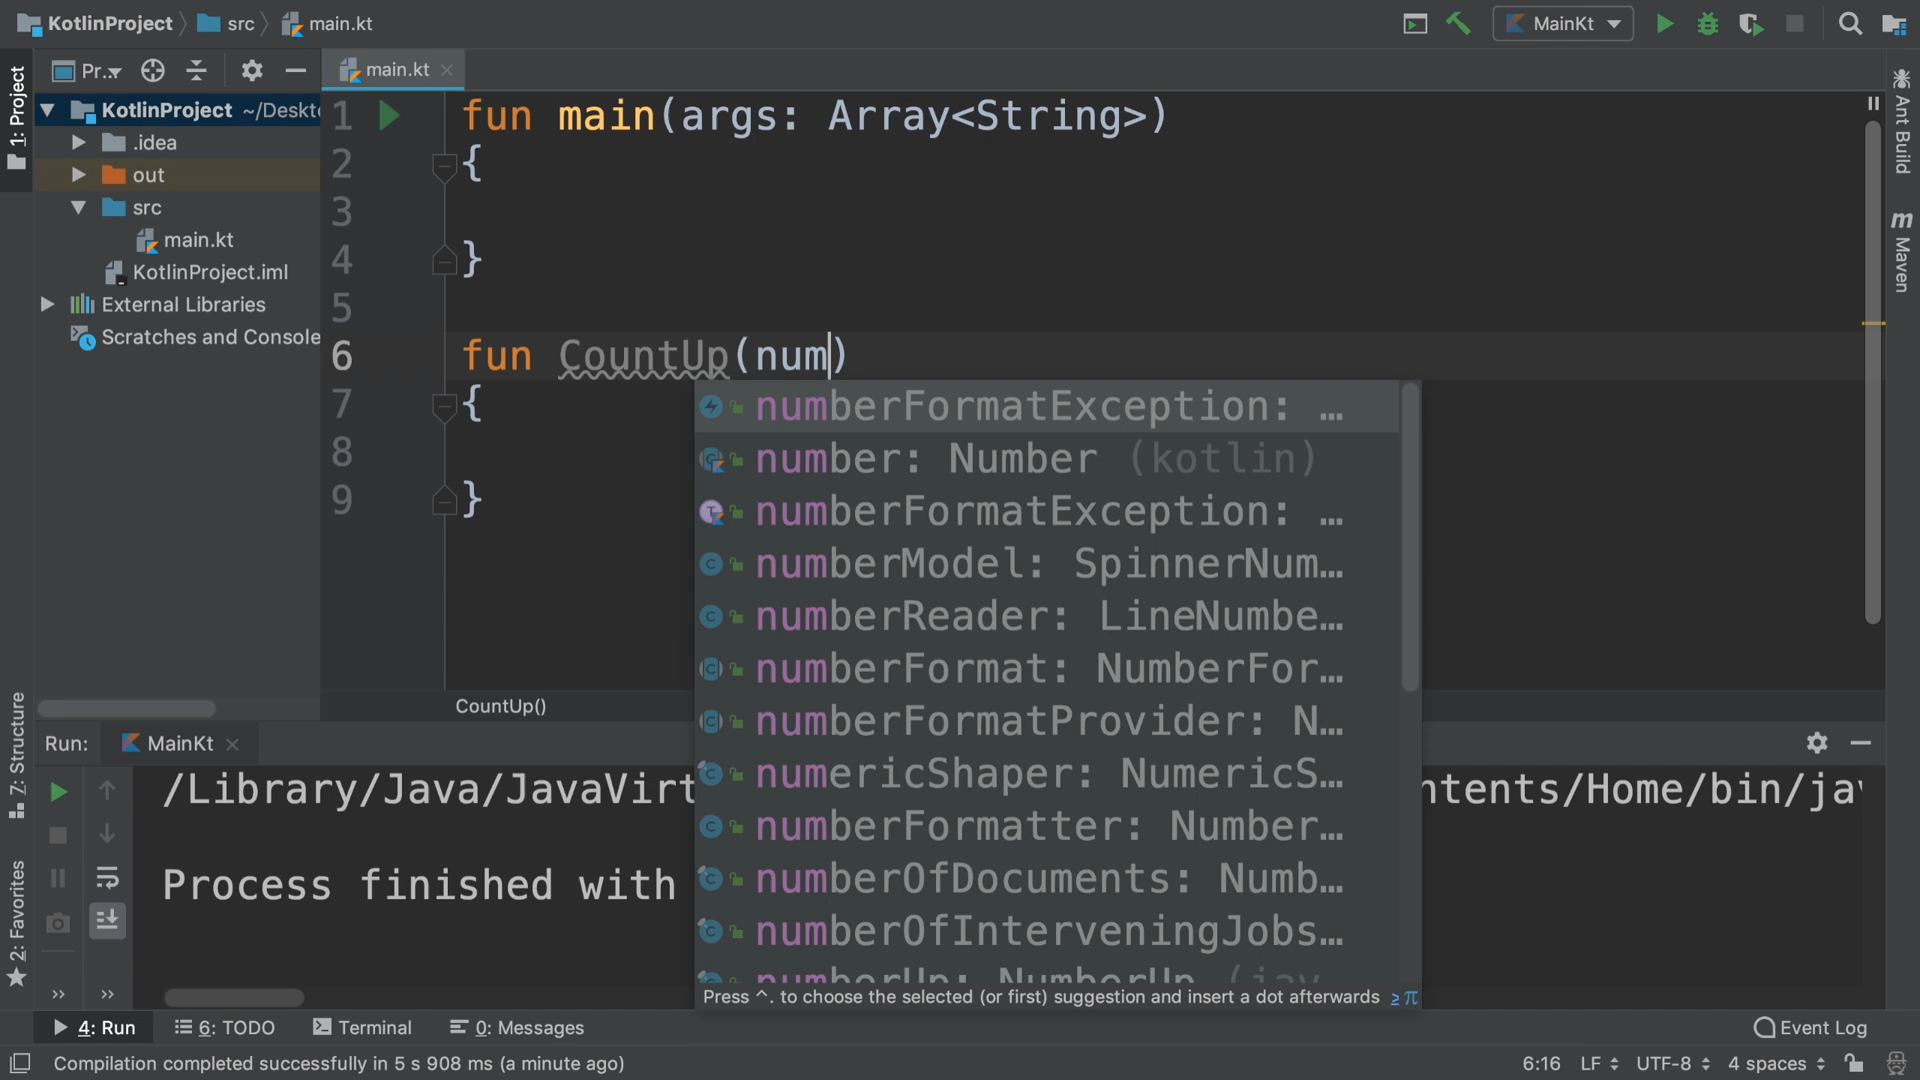 KotlinProject src main.kt MainKt
1: Project
Pr.. main.kt
KotlinProject ~/Deskt
.idea
out
src
main.kt
KotlinProject.iml
External Libraries
Scratches and Console
7: Structure
2: Favorites
1 fun main(args: Array<String>)
2 {
3
4 }
5
6 fun CountUp(num)
7 {
8
9 }
numberFormatException: …
number: Number (kotlin)
numberFormatException: …
numberModel: SpinnerNum…
numberReader: LineNumbe…
numberFormat: NumberFor…
numberFormatProvider: N…
numericShaper: NumericS…
numberFormatter: Number…
numberOfDocuments: Numb…
numberOfInterveningJobs…
numberUp: NumberUp (jav
Press ^. to choose the selected (or first) suggestion and insert a dot afterwards ≥ π
CountUp()
Ant Build
m Maven
Run: MainKt
/Library/Java/JavaVirt ntents/Home/bin/jav
Process finished with
4: Run 6: TODO Terminal 0: Messages Event Log
Compilation completed successfully in 5 s 908 ms (a minute ago) 6:16 LF UTF-8 4 spaces